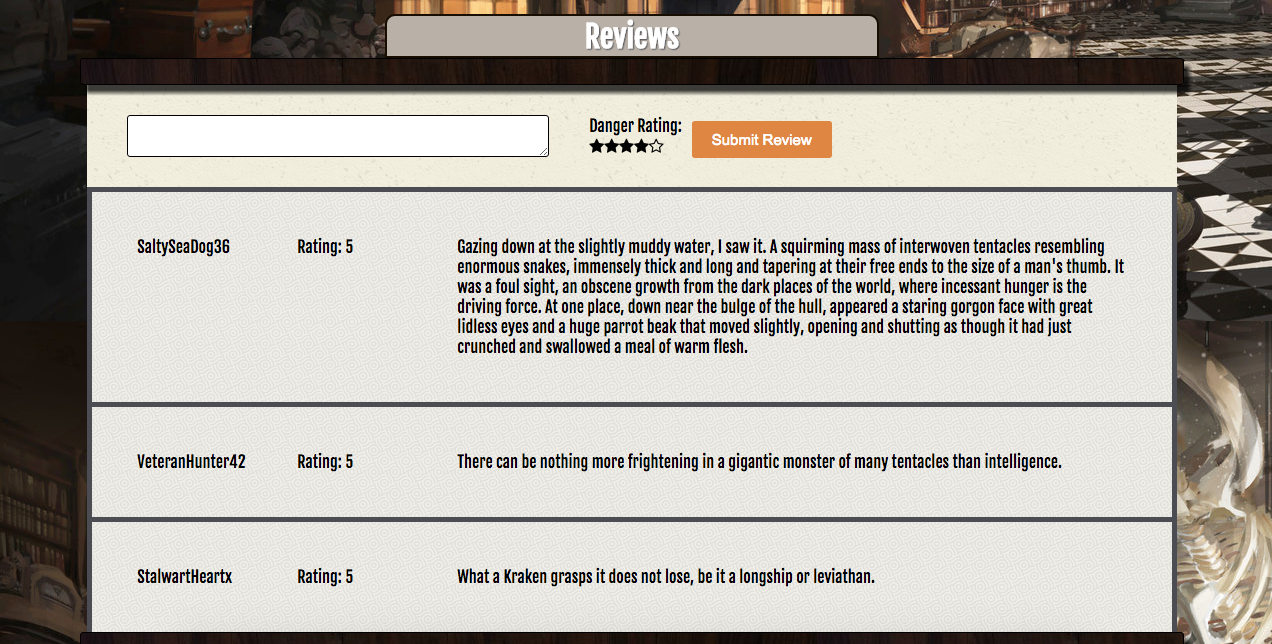 Reviews
Danger Rating:
★★★★☆
Submit Review
SaltySeaDog36
Rating: 5
Gazing down at the slightly muddy water, I saw it. A squirming mass of interwoven tentacles resembling
enormous snakes, immensely thick and long and tapering at their free ends to the size of a man's thumb. It
was a foul sight, an obscene growth from the dark places of the world, where incessant hunger is the
driving force. At one place, down near the bulge of the hull, appeared a staring gorgon face with great
lidless eyes and a huge parrot beak that moved slightly, opening and shutting as though it had just
crunched and swallowed a meal of warm flesh.
VeteranHunter42
Rating: 5
There can be nothing more frightening in a gigantic monster of many tentacles than intelligence.
StalwartHeartx
Rating: 5
What a Kraken grasps it does not lose, be it a longship or leviathan.